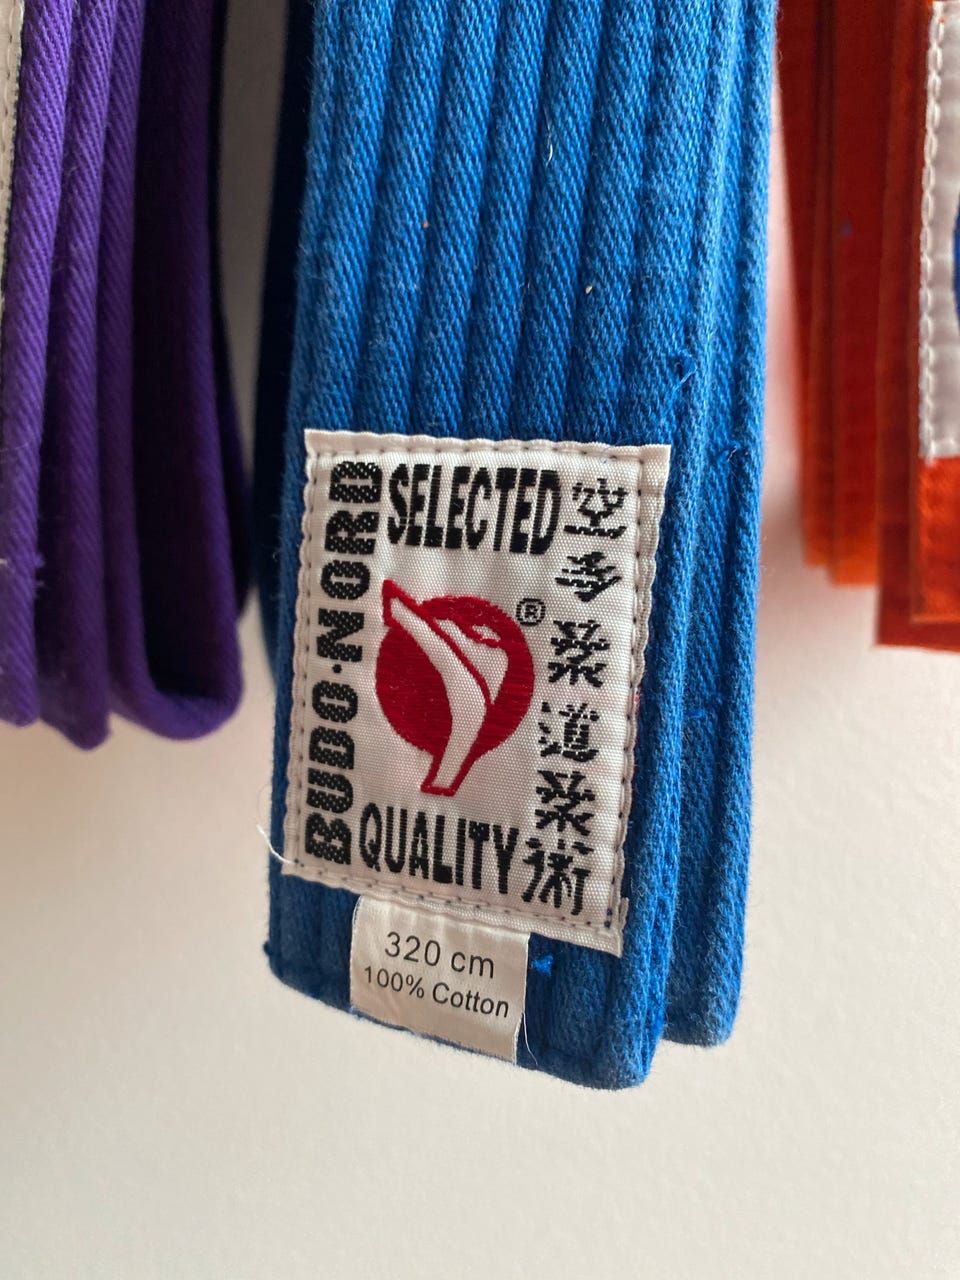 BUDO·NORD
SELECTED
®
QUALITY
空手柔道柔術
320 cm
100% Cotton